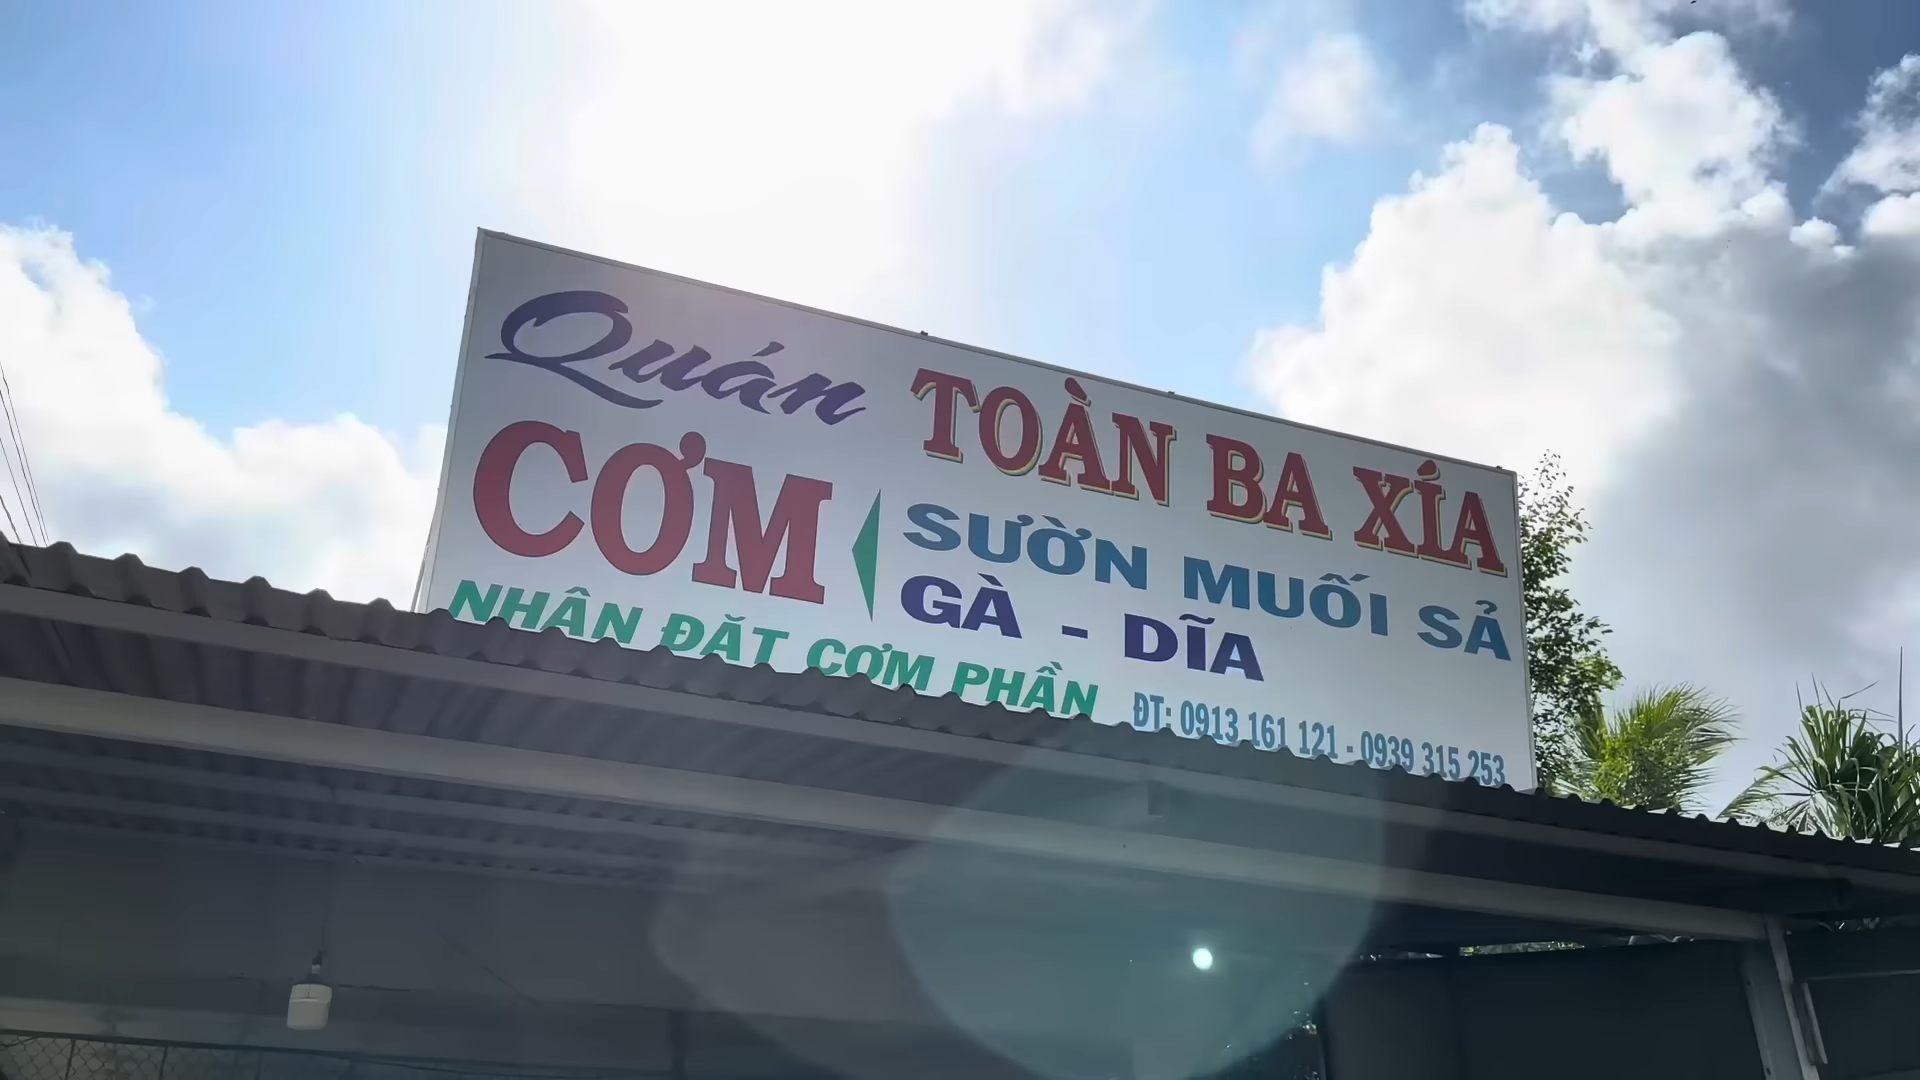 Quán TOÀN BA XÍA
CƠM
SƯỜN MUỐI SẢ
GÀ - DĨA
NHÂN ĐẶT CƠM PHẦN
ĐT: 0913 161 121 - 0939 315 253